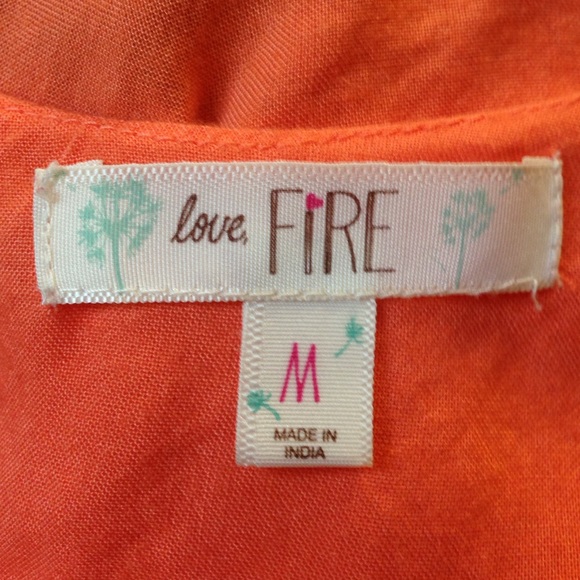 love, FiRE
M
MADE IN
INDIA